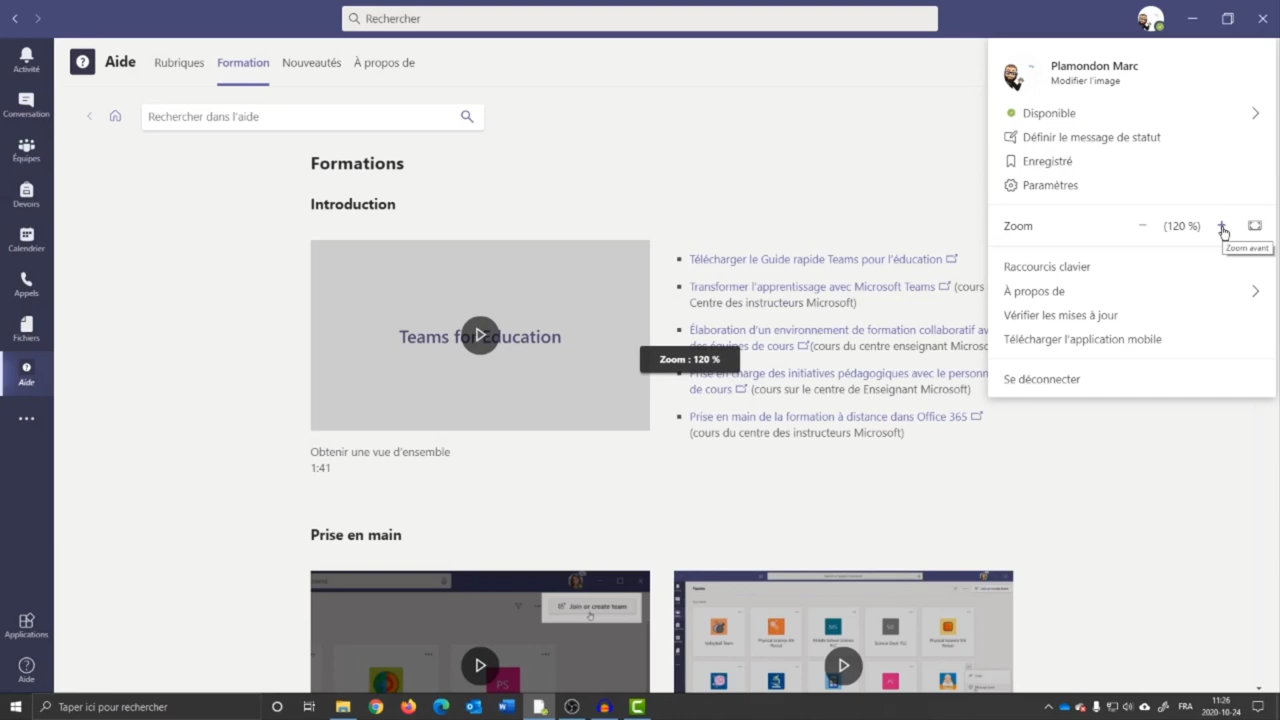 Rechercher
Activité
Conversation
Équipes
Devoirs
Calendrier
Appels
Fichiers
Aide
Applications
Aide
Aide
Rubriques
Formation
Nouveautés
À propos de
Rechercher dans l'aide
Formations
Introduction
Teams for Education
Obtenir une vue d'ensemble
1:41
Télécharger le Guide rapide Teams pour l'éducation
Transformer l'apprentissage avec Microsoft Teams (cours
Centre des instructeurs Microsoft)
Élaboration d'un environnement de formation collaboratif av
des équipes de cours (cours du centre enseignant Microso
Prise en charge des initiatives pédagogiques avec le personn
de cours (cours sur le centre de Enseignant Microsoft)
Prise en main de la formation à distance dans Office 365
(cours du centre des instructeurs Microsoft)
Zoom : 120 %
Prise en main
Join or create team
PS
Teams
Volleyball Team
Plamondon Marc
Modifier l'image
Disponible
Définir le message de statut
Enregistré
Paramètres
Zoom
(120 %)
Zoom avant
Raccourcis clavier
À propos de
Vérifier les mises à jour
Télécharger l'application mobile
Se déconnecter
Taper ici pour rechercher
FRA
11:26
2020-10-24